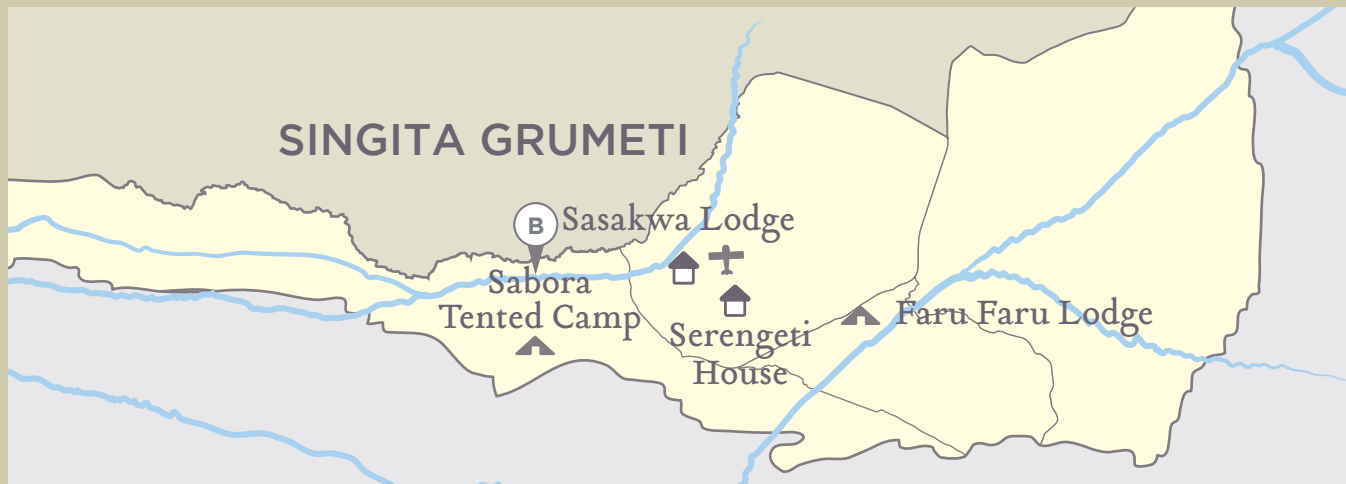 SINGITA GRUMETI
B
Sasakwa Lodge
Sabora
Tented Camp
Faru Faru Lodge
Serengeti
House